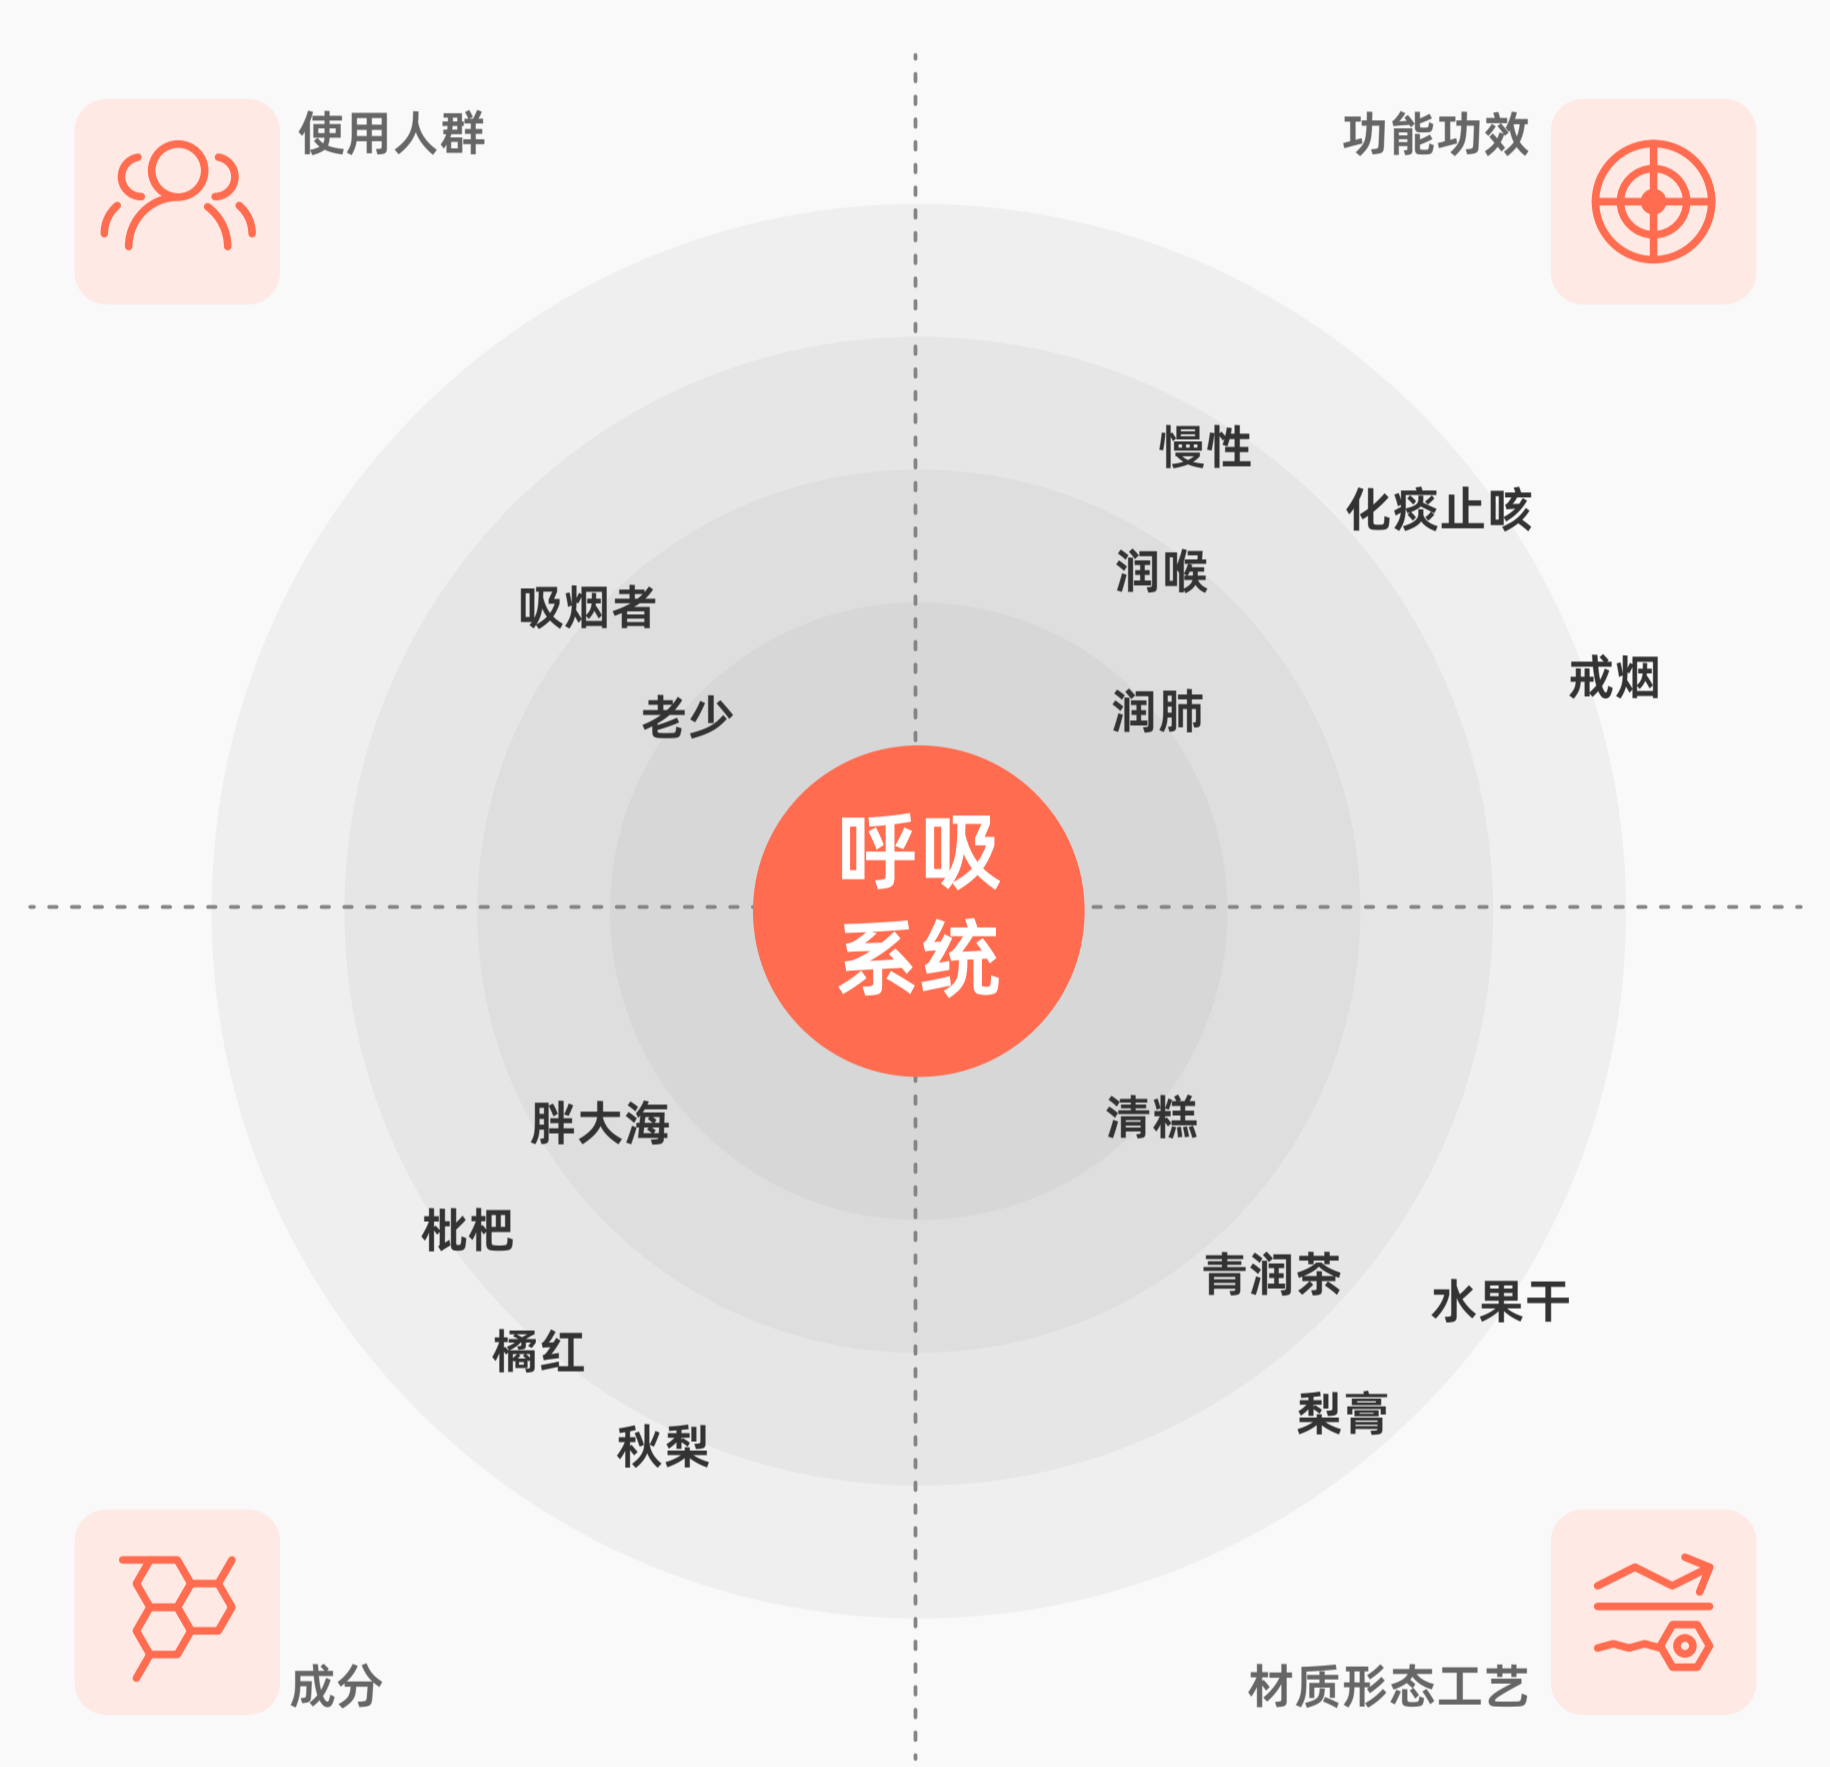 使用人群
功能功效
慢性
化痰止咳
润喉
吸烟者
戒烟
老少
润肺
呼吸
系统
胖大海
清糕
枇杷
青润茶
水果干
橘红
梨膏
秋梨
成分
材质形态工艺